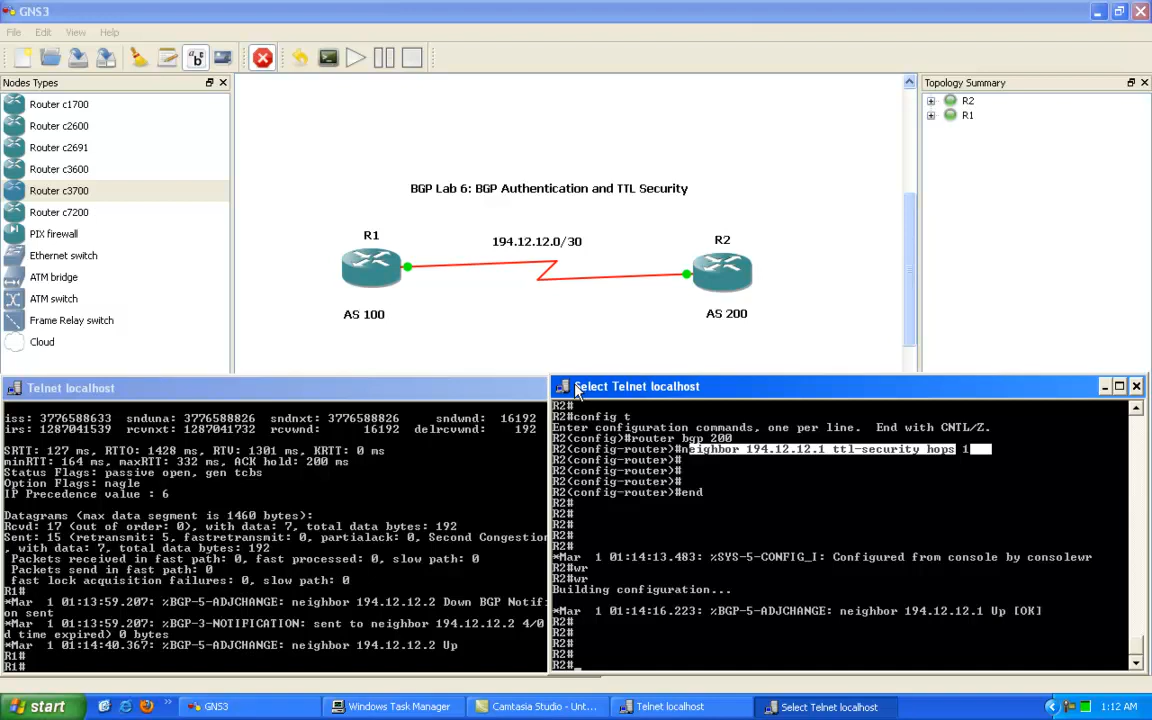 GNS3
File Edit View Help
Nodes Types
Router c1700
Router c2600
Router c2691
Router c3600
Router c3700
Router c7200
PIX firewall
Ethernet switch
ATM bridge
ATM switch
Frame Relay switch
Cloud
BGP Lab 6: BGP Authentication and TTL Security
R1
194.12.12.0/30
R2
AS 100
AS 200
Topology Summary
R2
R1
Telnet localhost
iss: 3776588633 snduna: 3776588826 sndnxt: 3776588826 sndwnd: 16192
irs: 1287041539 rcvnxt: 1287041732 rcvwnd: 16192 delrcvwnd: 192
SRTT: 127 ms, RTTO: 1428 ms, RTV: 1301 ms, KRTT: 0 ms
minRTT: 164 ms, maxRTT: 332 ms, ACK hold: 200 ms
Status Flags: passive open, gen tcbs
Option Flags: nagle
IP Precedence value : 6
Datagrams (max data segment is 1460 bytes):
Rcvd: 17 (out of order: 0), with data: 7, total data bytes: 192
Sent: 15 (retransmit: 5, fastretransmit: 0, partialack: 0, Second Congestion
, with data: 7, total data bytes: 192
Packets received in fast path: 0, fast processed: 0, slow path: 0
Packets send in fast path: 0
fast lock acquisition failures: 0, slow path: 0
R1#
*Mar 1 01:13:59.207: %BGP-5-ADJCHANGE: neighbor 194.12.12.2 Down BGP Notifi
on sent
*Mar 1 01:13:59.207: %BGP-3-NOTIFICATION: sent to neighbor 194.12.12.2 4/0
d time expired) 0 bytes
*Mar 1 01:14:40.367: %BGP-5-ADJCHANGE: neighbor 194.12.12.2 Up
R1#
R1#
Select Telnet localhost
R2#
R2#config t
Enter configuration commands, one per line. End with CNTL/Z.
R2(config)#router bgp 200
R2(config-router)#neighbor 194.12.12.1 ttl-security hops 1
R2(config-router)#
R2(config-router)#
R2(config-router)#
R2(config-router)#end
R2#
R2#
R2#
R2#
R2#
*Mar 1 01:14:13.483: %SYS-5-CONFIG_I: Configured from console by consolewr
R2#wr
R2#wr
Building configuration...
*Mar 1 01:14:16.223: %BGP-5-ADJCHANGE: neighbor 194.12.12.1 Up [OK]
R2#
R2#
R2#
R2#
R2#_
start
GNS3
Windows Task Manager
Camtasia Studio - Unt...
Telnet localhost
Select Telnet localhost
1:12 AM